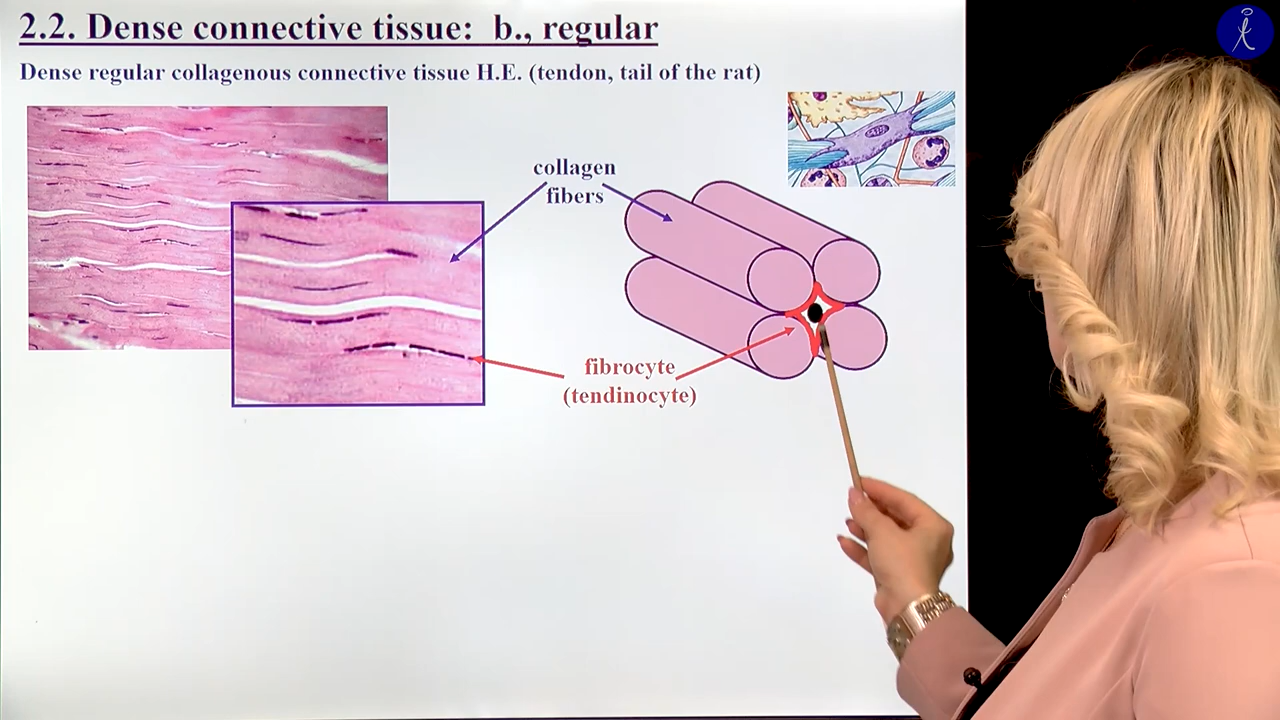 2.2. Dense connective tissue: b., regular
Dense regular collagenous connective tissue H.E. (tendon, tail of the rat)
collagen
fibers
fibrocyte
(tendinocyte)